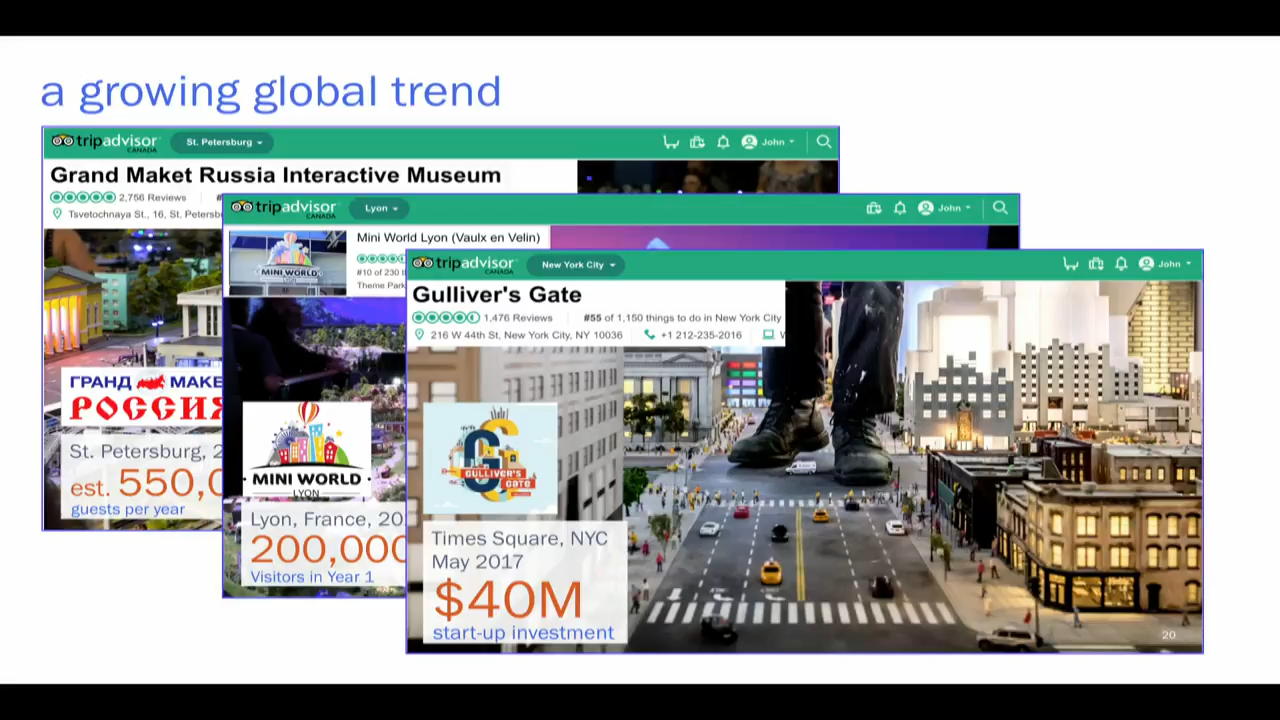 a growing global trend
tripadvisor
CANADA
St. Petersburg
John
Grand Maket Russia Interactive Museum
2,756 Reviews
Tsvetochnaya St., 16, St.
ГРАНД МАКЕ
РОССИЯ
St. Petersburg, 2
est. 550,0
guests per year
tripadvisor
CANADA
Lyon
John
Mini World Lyon (Vaulx en Velin)
#10 of 230
Theme Park
MINI WORLD
MINI WORLD
LYON
Lyon, France, 20
200,000
Visitors in Year 1
tripadvisor
CANADA
New York City
John
Gulliver's Gate
1,476 Reviews #55 of 1,150 things to do in New York City
216 W 44th St, New York City, NY 10036 +1 212-235-2016
GULLIVER'S
GATE
Times Square, NYC
May 2017
$40M
start-up investment
20